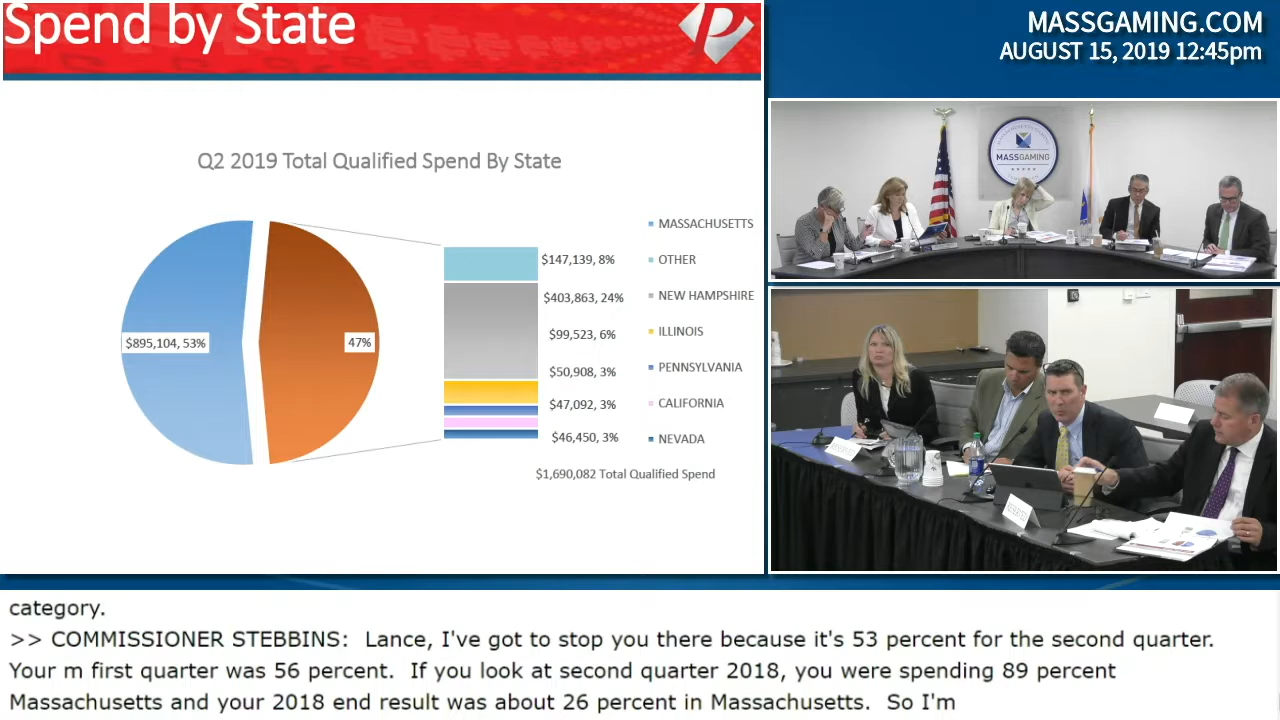 Spend by State
MASSGAMING.COM
AUGUST 15, 2019 12:45pm
Q2 2019 Total Qualified Spend By State
MASSACHUSETTS
OTHER
NEW HAMPSHIRE
ILLINOIS
PENNSYLVANIA
CALIFORNIA
NEVADA
$895,104, 53%
47%
$147,139, 8%
$403,863, 24%
$99,523, 6%
$50,908, 3%
$47,092, 3%
$46,450, 3%
$1,690,082 Total Qualified Spend
MASSGAMING
category.
>> COMMISSIONER STEBBINS:  Lance, I've got to stop you there because it's 53 percent for the second quarter.
Your m first quarter was 56 percent.  If you look at second quarter 2018, you were spending 89 percent
Massachusetts and your 2018 end result was about 26 percent in Massachusetts.  So I'm